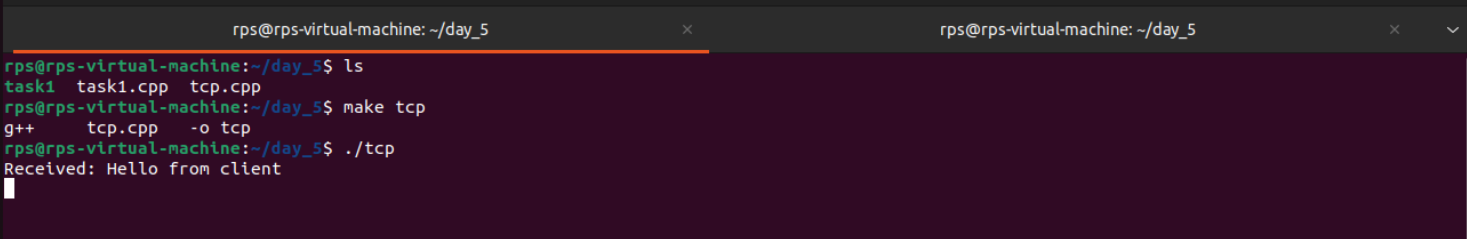 rps@rps-virtual-machine: ~/day_5 × rps@rps-virtual-machine: ~/day_5 ×
rps@rps-virtual-machine:~/day_5$ ls
task1  task1.cpp  tcp.cpp
rps@rps-virtual-machine:~/day_5$ make tcp
g++     tcp.cpp   -o tcp
rps@rps-virtual-machine:~/day_5$ ./tcp
Received: Hello from client